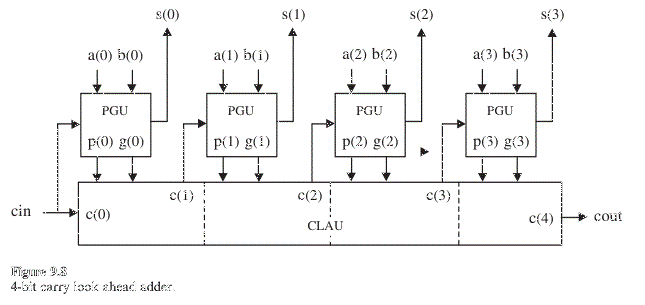 s(0) s(1) s(2) s(3)
a(0) b(0) a(1) b(1) a(2) b(2) a(3) b(3)
PGU PGU PGU PGU
p(0) g(0) p(1) g(1) p(2) g(2) p(3) g(3)
c(1) c(2) c(3)
cin c(0) c(4) cout
CLAU
Figure 9.8
4-bit carry look ahead adder.